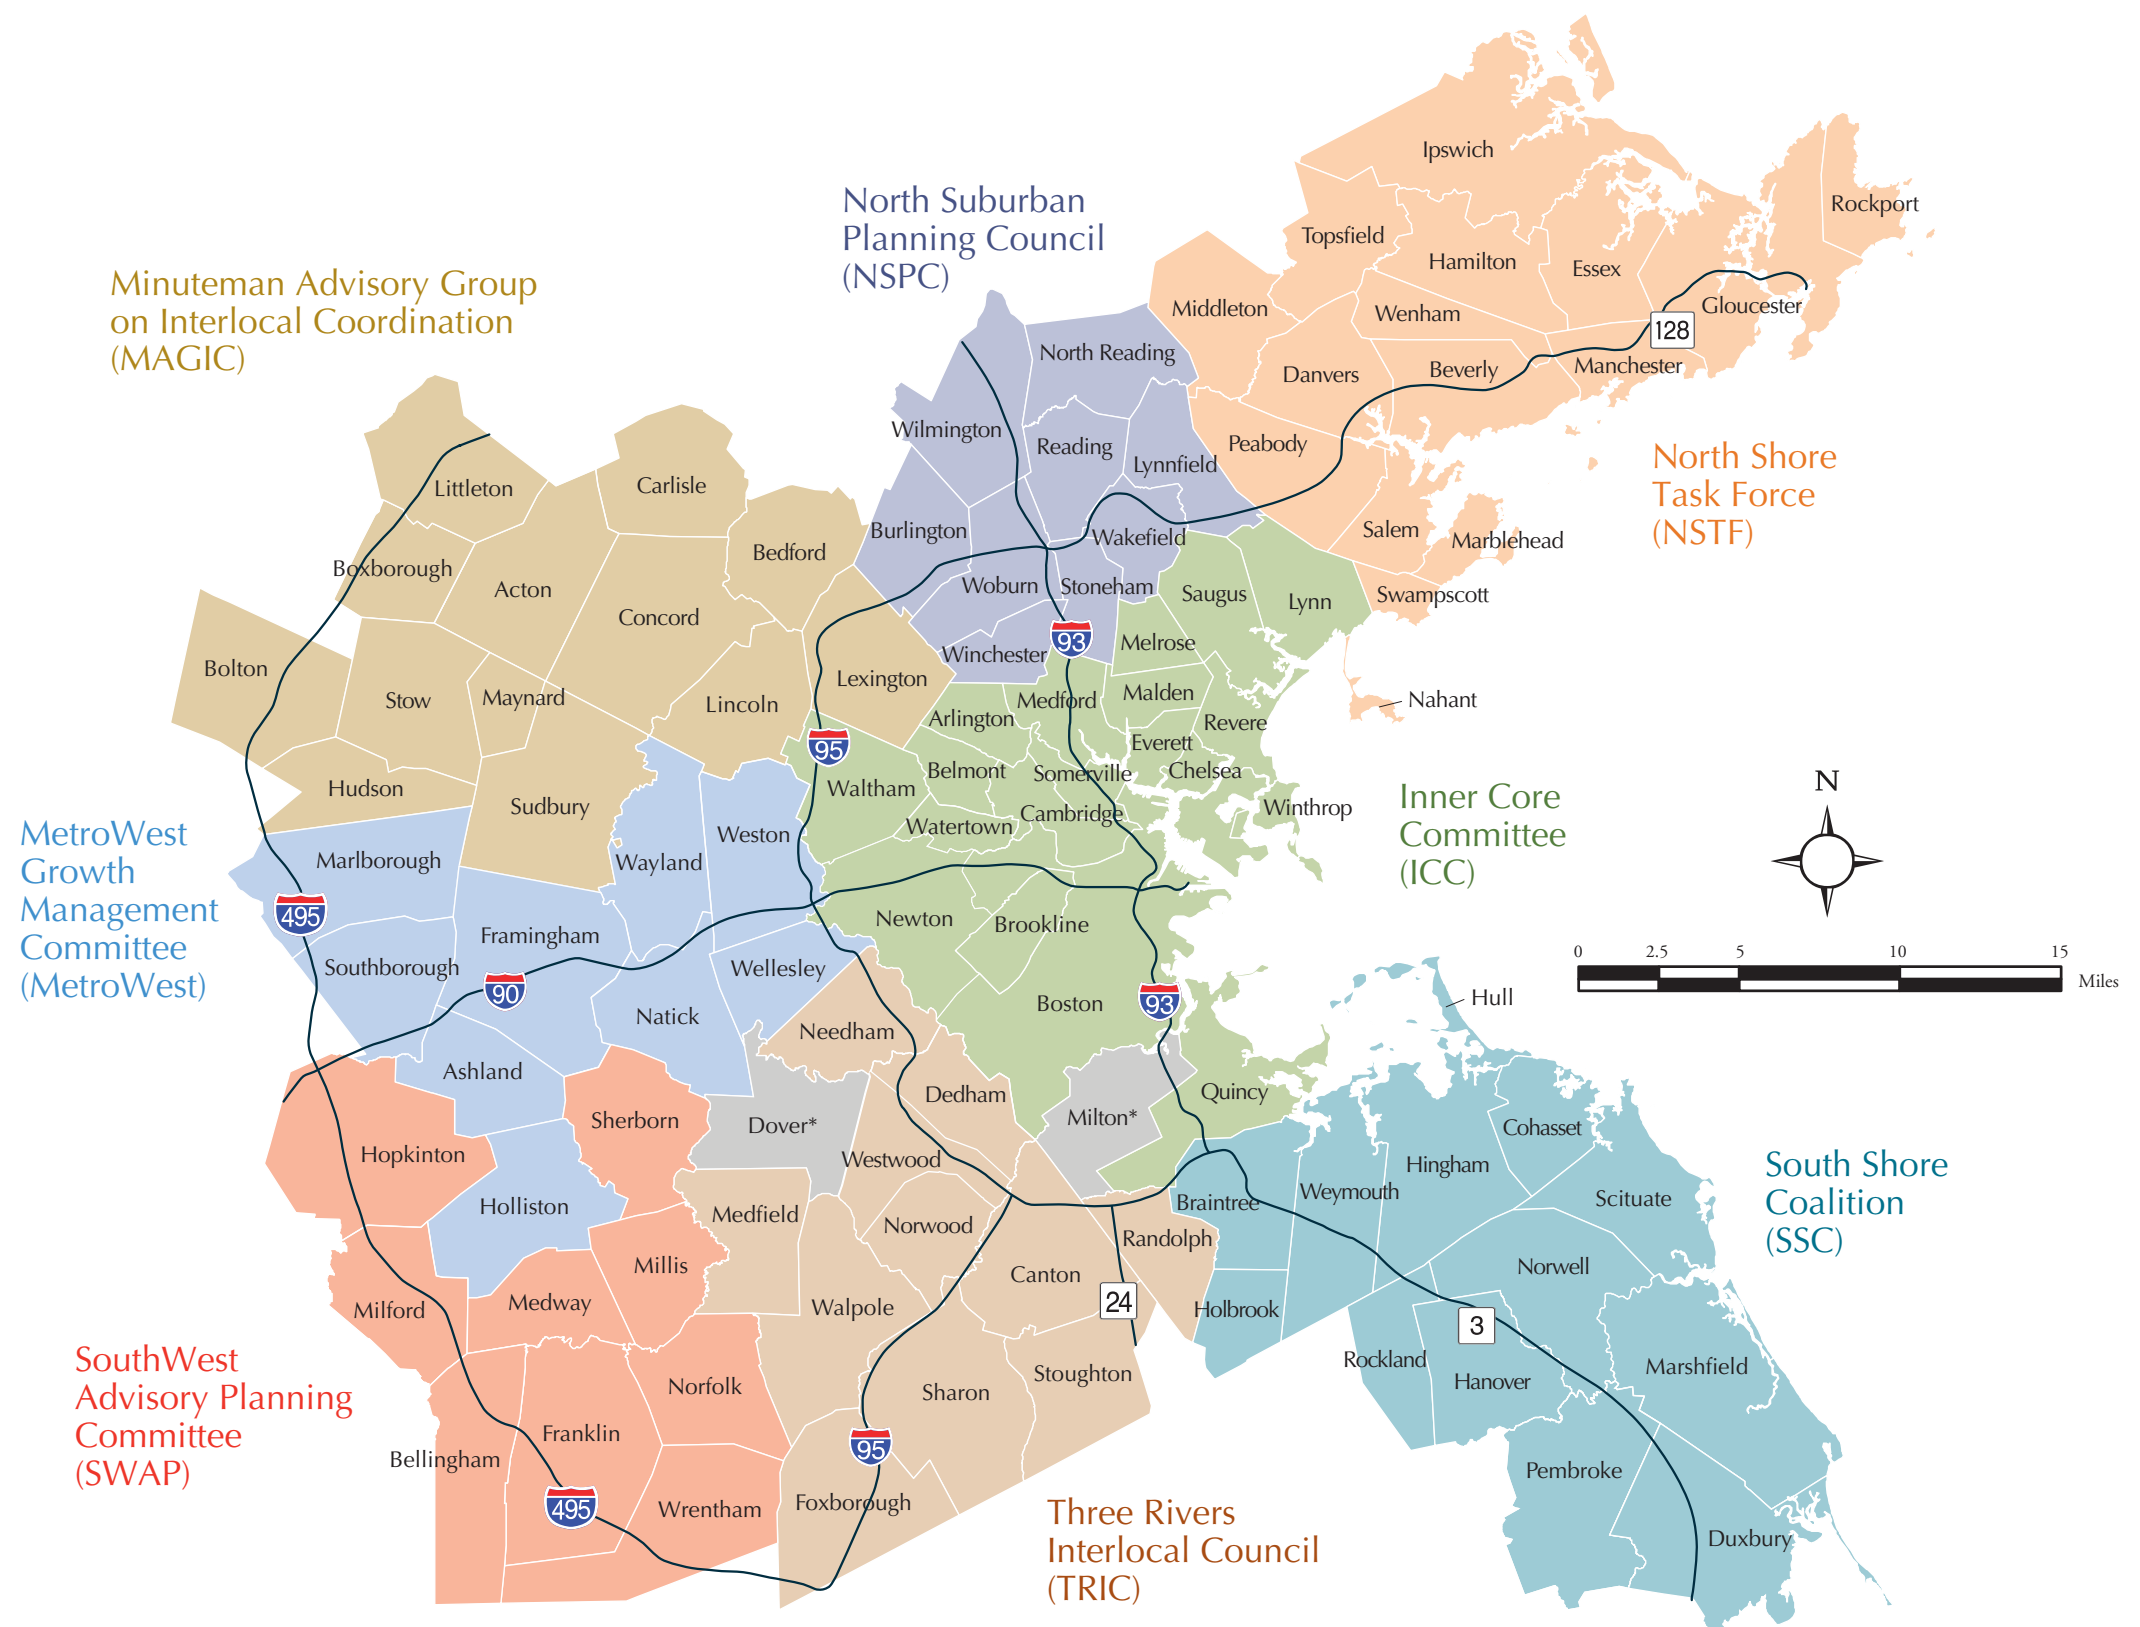 Ipswich
Rockport
North Suburban
Planning Council
(NSPC)
Topsfield
Hamilton
Essex
Minuteman Advisory Group
on Interlocal Coordination
(MAGIC)
Middleton
Wenham
Gloucester
128
North Reading
Danvers
Beverly
Manchester
Wilmington
Reading
Peabody
Lynnfield
North Shore
Task Force
(NSTF)
Littleton
Carlisle
Burlington
Wakefield
Salem
Marblehead
Bedford
Boxborough
Acton
Woburn
Stoneham
Saugus
Lynn
Swampscott
Concord
93
Melrose
Winchester
Bolton
Lexington
Stow
Maynard
Lincoln
Medford
Malden
Nahant
Arlington
Revere
95
Everett
Belmont
Somerville
Chelsea
N
Hudson
Sudbury
Waltham
Winthrop
Inner Core
Committee
(ICC)
Watertown
Cambridge
MetroWest
Growth
Management
Committee
(MetroWest)
Marlborough
Wayland
Weston
495
Newton
Brookline
Framingham
Southborough
Wellesley
0 2.5 5 10 15
Miles
90
Natick
Boston
93
Hull
Needham
Ashland
Dedham
Quincy
Sherborn
Dover*
Milton*
Cohasset
Hopkinton
Westwood
Hingham
South Shore
Coalition
(SSC)
Holliston
Medfield
Norwood
Braintree
Weymouth
Scituate
Randolph
Millis
Canton
Norwell
Milford
Medway
Walpole
24
Holbrook
3
SouthWest
Advisory Planning
Committee
(SWAP)
Norfolk
Sharon
Stoughton
Rockland
Hanover
Marshfield
Franklin
Bellingham
95
Pembroke
495
Wrentham
Foxborough
Three Rivers
Interlocal Council
(TRIC)
Duxbury